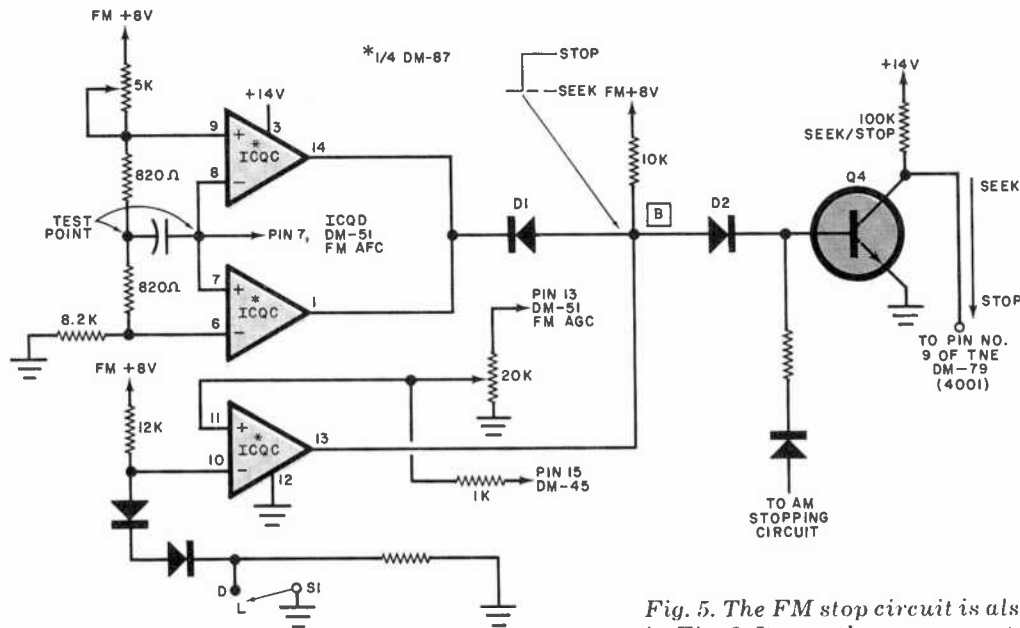 FM +8V
*1/4 DM-87
STOP
SEEK
FM+8V
+14V
5K
+14V
100K
SEEK/STOP
9
+
3
*
ICQC
14
10K
Q4
SEEK
8
−
820Ω
B
D1
D2
TEST
POINT
PIN 7,
ICQD
DM-51
FM AFC
7
+
*
ICQC
1
820Ω
6
−
8.2K
PIN 13
DM-51
FM AGC
STOP
TO PIN NO.
9 OF TNE
DM-79
(4001)
FM +8V
20K
12K
11
+
*
ICQC
13
10
−
12
PIN 15
DM-45
1K
TO AM
STOPPING
CIRCUIT
D
L
S1
Fig. 5. The FM stop circuit is als